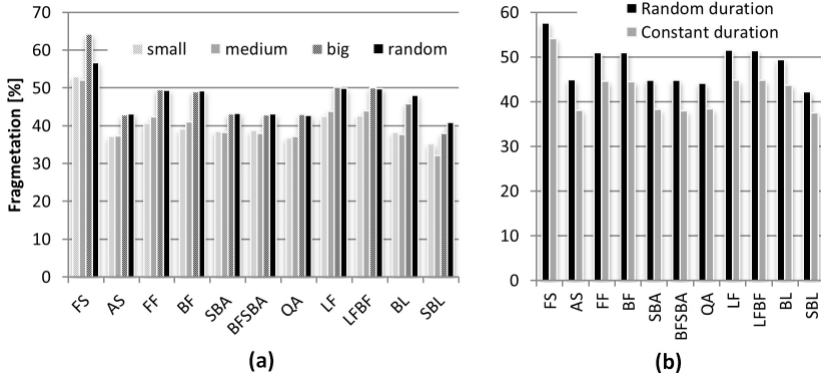 70
60
50
40
30
20
10
0
Fragmetation [%]
small medium big random
FS AS FF BF SBA BFSBA QA LF LFBF BL SBL
(a)
60
50
40
30
20
10
0
Random duration
Constant duration
FS AS FF BF SBA BFSBA QA LF LFBF BL SBL
(b)